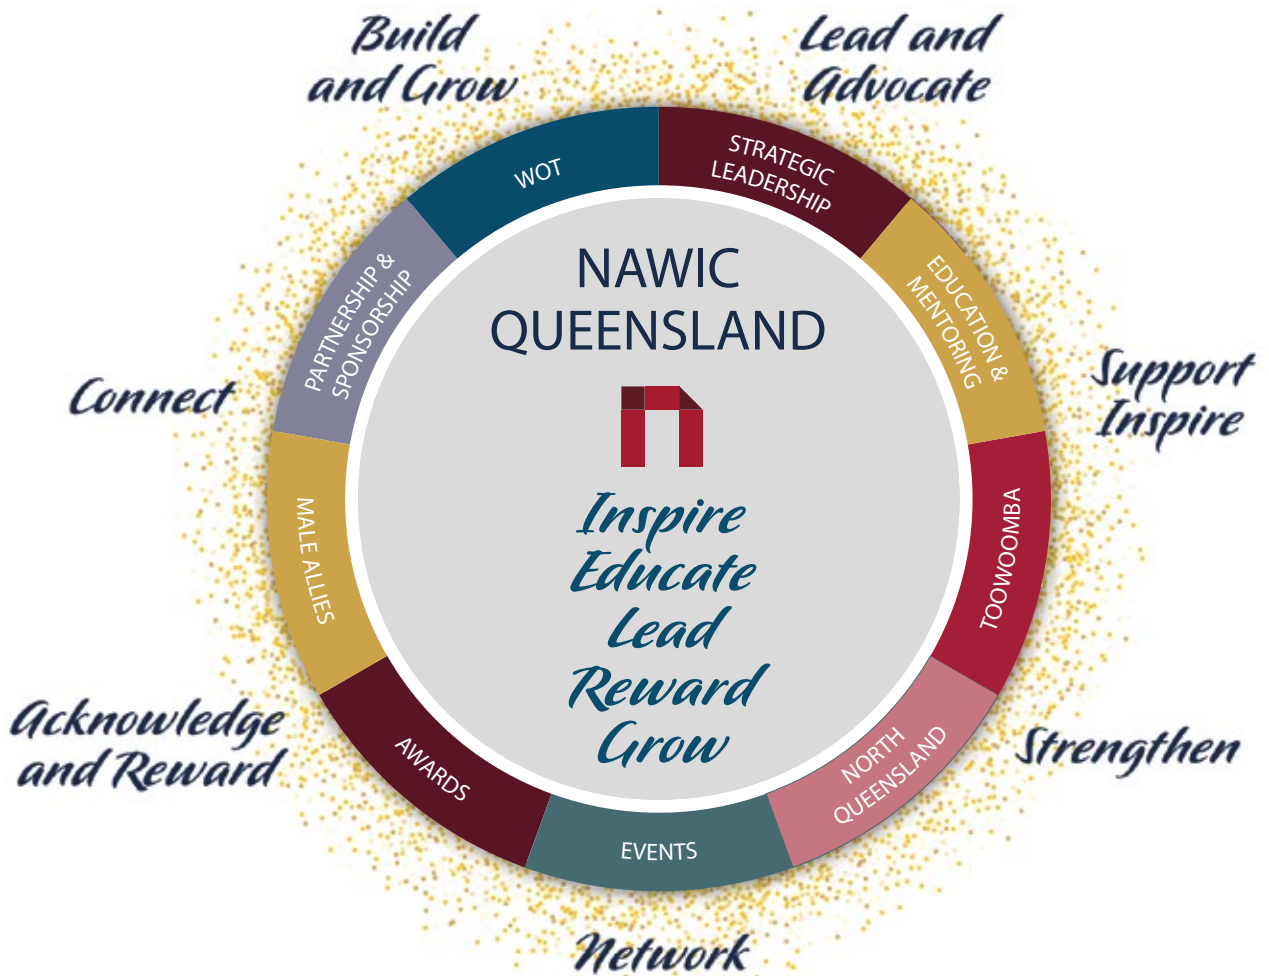 Build
and Grow
Lead and
Advocate
WOT
STRATEGIC
LEADERSHIP
PARTNERSHIP &
SPONSORSHIP
EDUCATION &
MENTORING
NAWIC
QUEENSLAND
Connect
Support
Inspire
MALE ALLIES
TOOWOOMBA
Inspire
Educate
Lead
Reward
Grow
Acknowledge
and Reward
AWARDS
NORTH
QUEENSLAND
Strengthen
EVENTS
Network